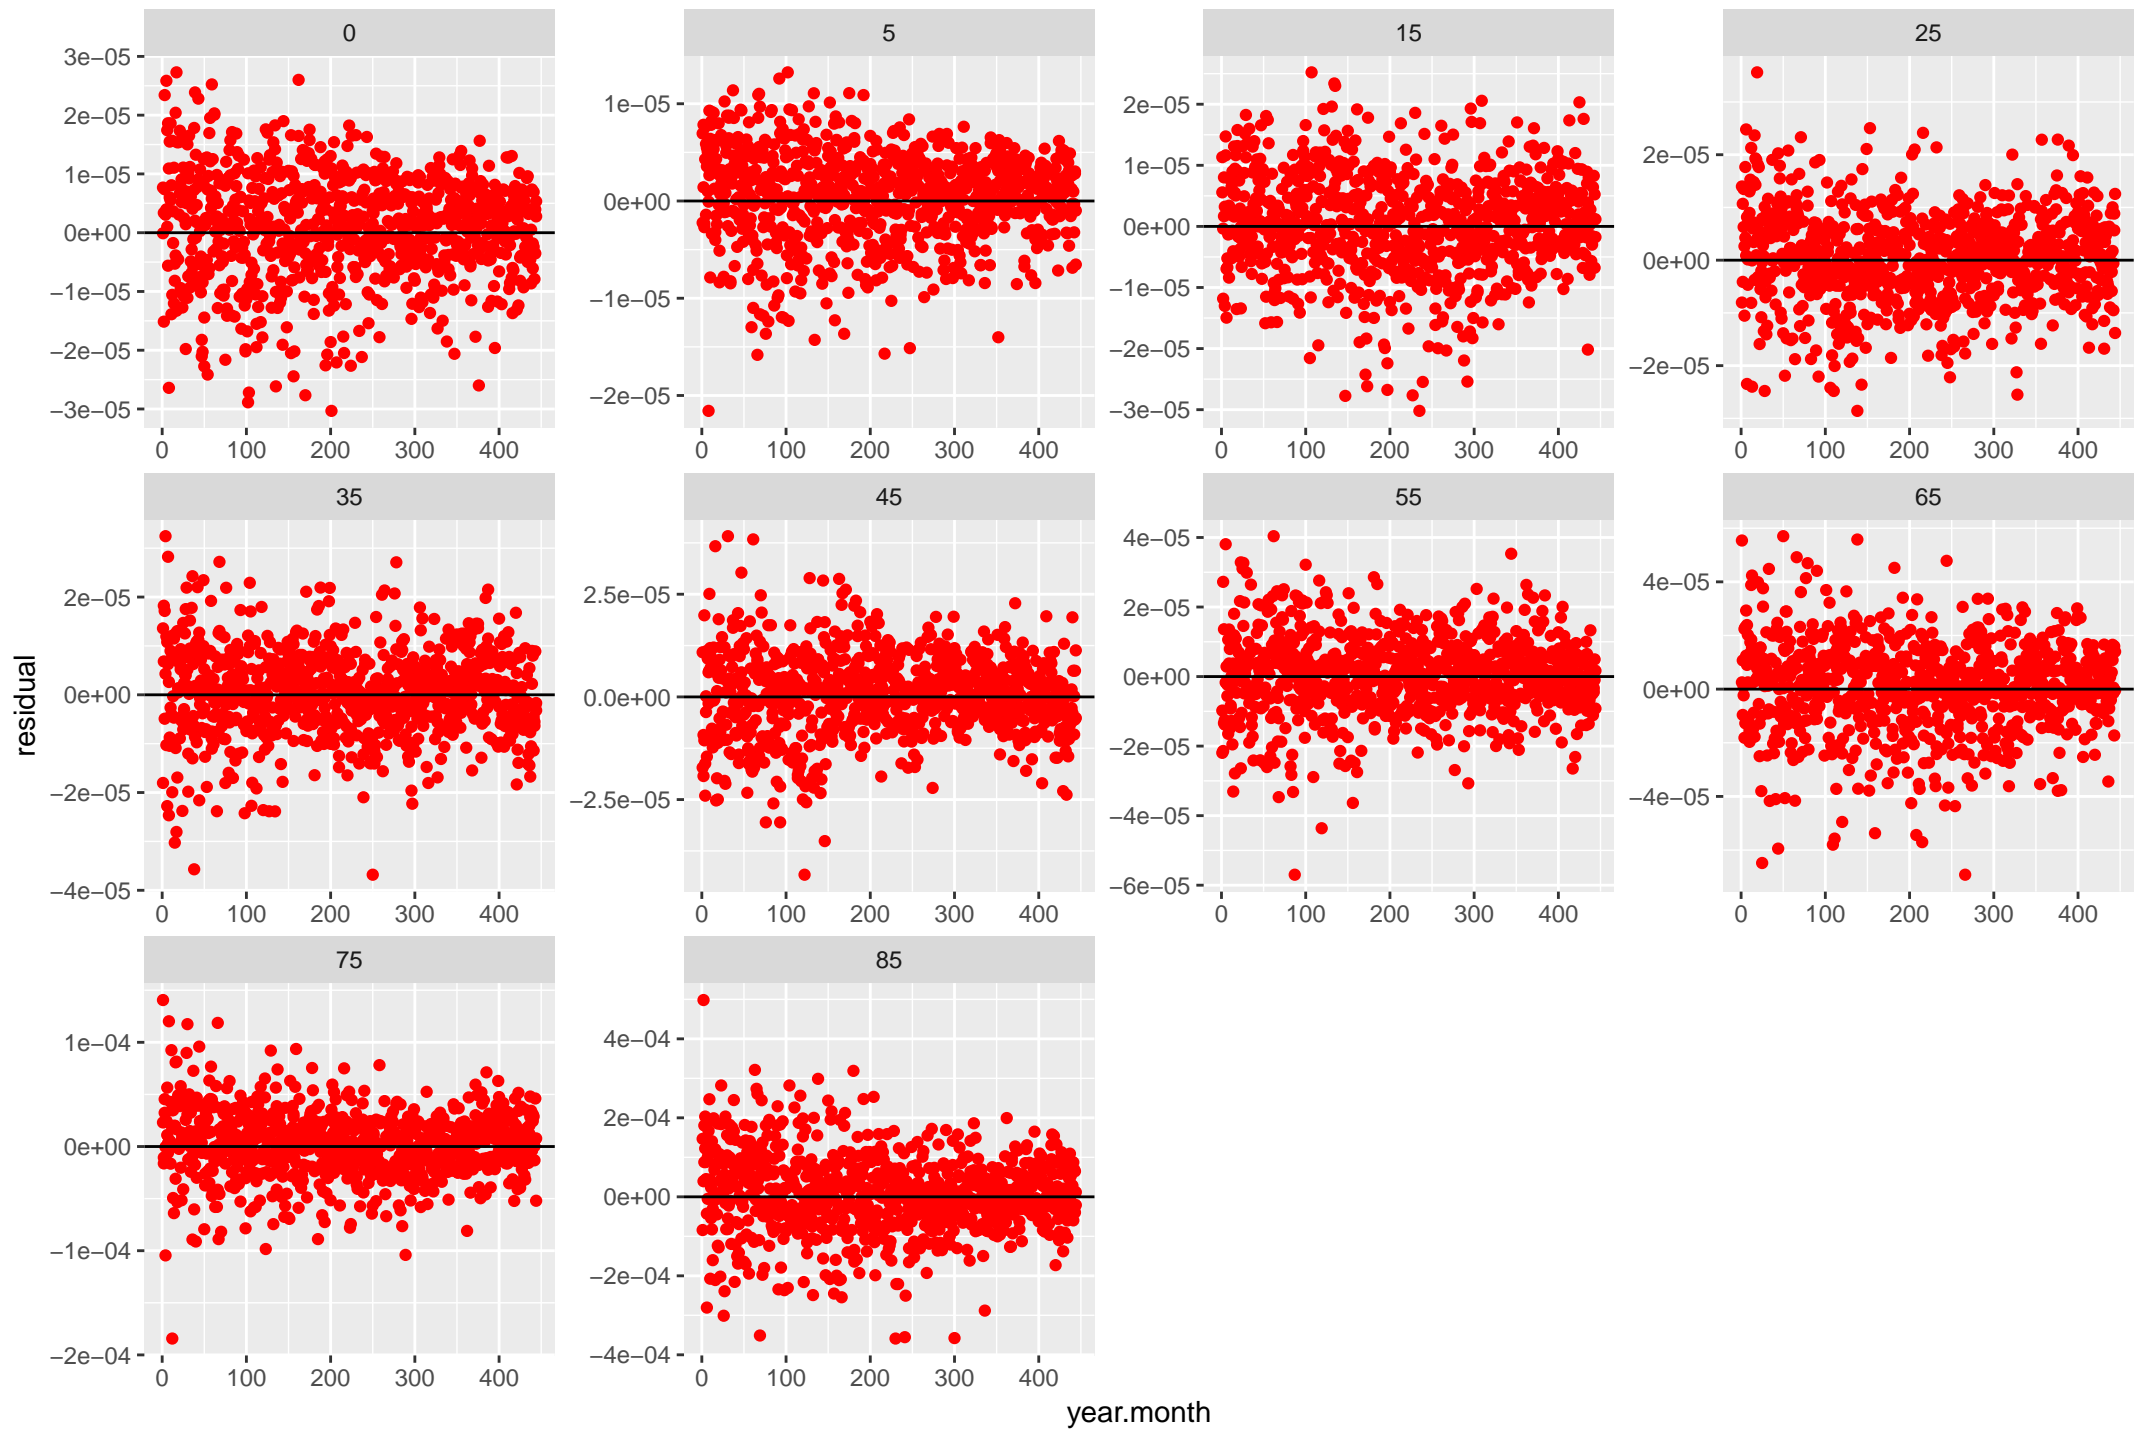 0 5 15 25
3e−05
2e−05
1e−05
0e+00
−1e−05
−2e−05
−3e−05
1e−05
0e+00
−1e−05
−2e−05
2e−05
1e−05
0e+00
−1e−05
−2e−05
−3e−05
2e−05
0e+00
−2e−05
0 100 200 300 400 0 100 200 300 400 0 100 200 300 400 0 100 200 300 400
35 45 55 65
2e−05
0e+00
−2e−05
−4e−05
2.5e−05
0.0e+00
−2.5e−05
4e−05
2e−05
0e+00
−2e−05
−4e−05
−6e−05
4e−05
0e+00
−4e−05
0 100 200 300 400 0 100 200 300 400 0 100 200 300 400 0 100 200 300 400
residual
75 85
1e−04
0e+00
−1e−04
−2e−04
4e−04
2e−04
0e+00
−2e−04
−4e−04
0 100 200 300 400 0 100 200 300 400
year.month